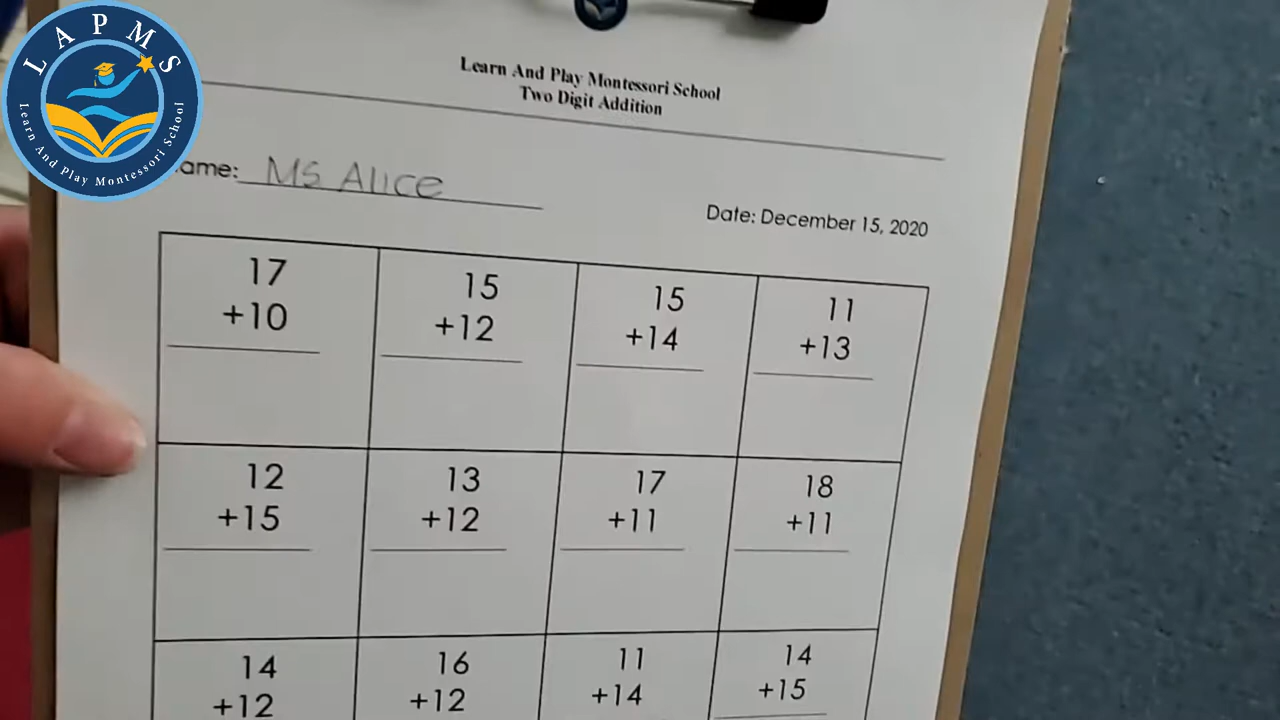 LAPMS
Learn And Play Montessori School
Learn And Play Montessori School
Two Digit Addition
ame: MS Alice
Date: December 15, 2020
17 15 15 11
+10 +12 +14 +13
12 13 17 18
+15 +12 +11 +11
14 16 11 14
+12 +12 +14 +15